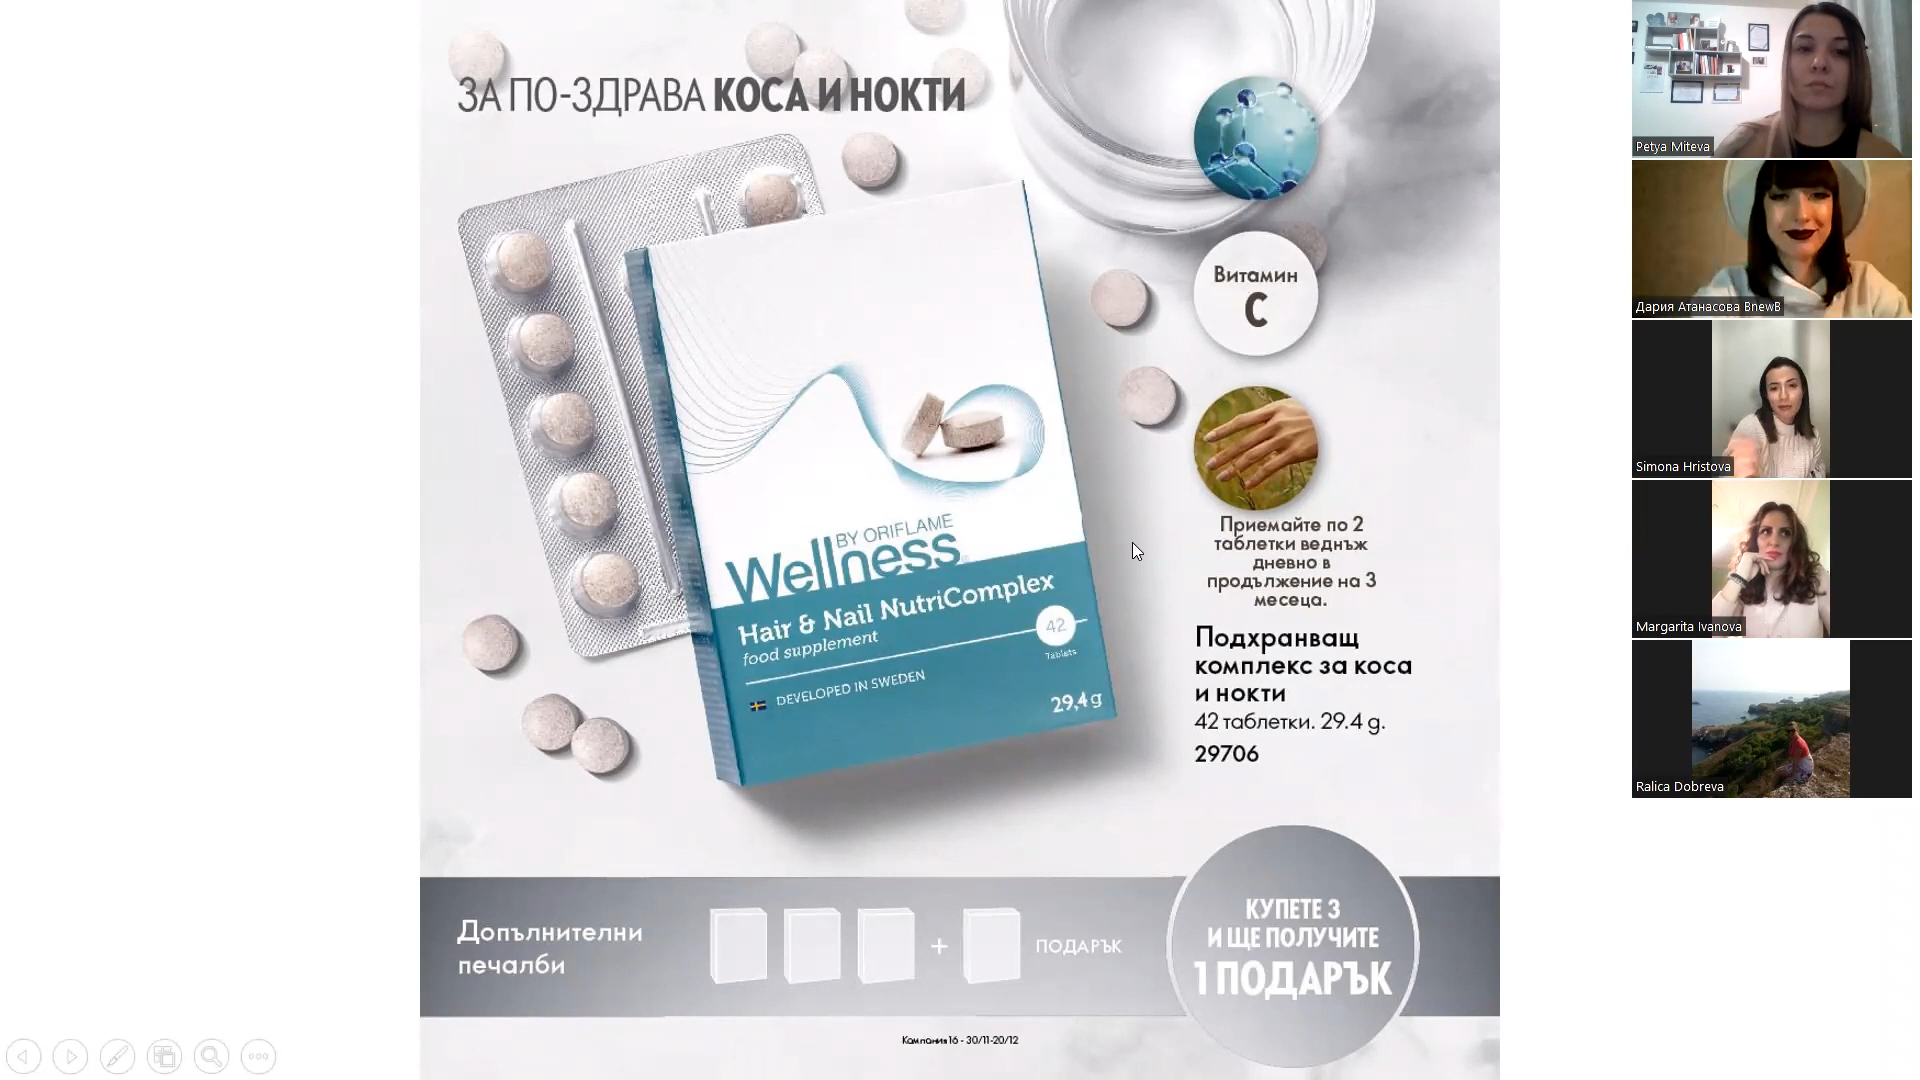 ЗА ПО-ЗДРАВА КОСА И НОКТИ
Витамин
C
BY ORIFLAME
Wellness
Hair & Nail NutriComplex
food supplement
42
Tablets
DEVELOPED IN SWEDEN
29,4 g
Приемайте по 2
таблетки веднъж
дневно в
продължение на 3
месеца.
Подхранващ
комплекс за коса
и нокти
42 таблетки. 29.4 g.
29706
Допълнителни
печалби
+
ПОДАРЪК
КУПЕТЕ 3
И ЩЕ ПОЛУЧИТЕ
1 ПОДАРЪК
Кампания 16 - 30/11-20/12
Petya Miteva
Дария Атанасова BnewB
Simona Hristova
Margarita Ivanova
Ralica Dobreva